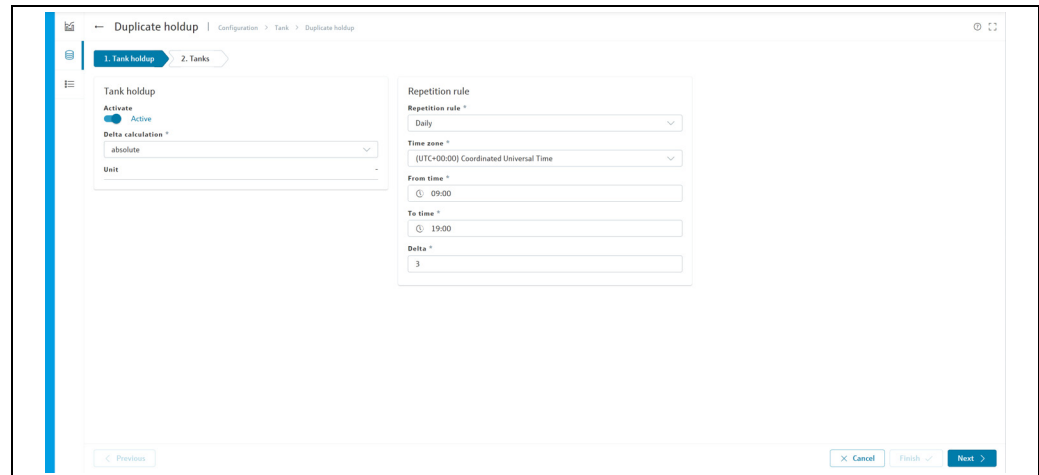 ← Duplicate holdup | Configuration > Tank > Duplicate holdup
1. Tank holdup
2. Tanks
Tank holdup
Activate
Active
Delta calculation *
absolute
Unit -
Repetition rule
Repetition rule *
Daily
Time zone *
(UTC+00:00) Coordinated Universal Time
From time *
09:00
To time *
19:00
Delta *
3
< Previous
× Cancel
Finish ✓
Next >